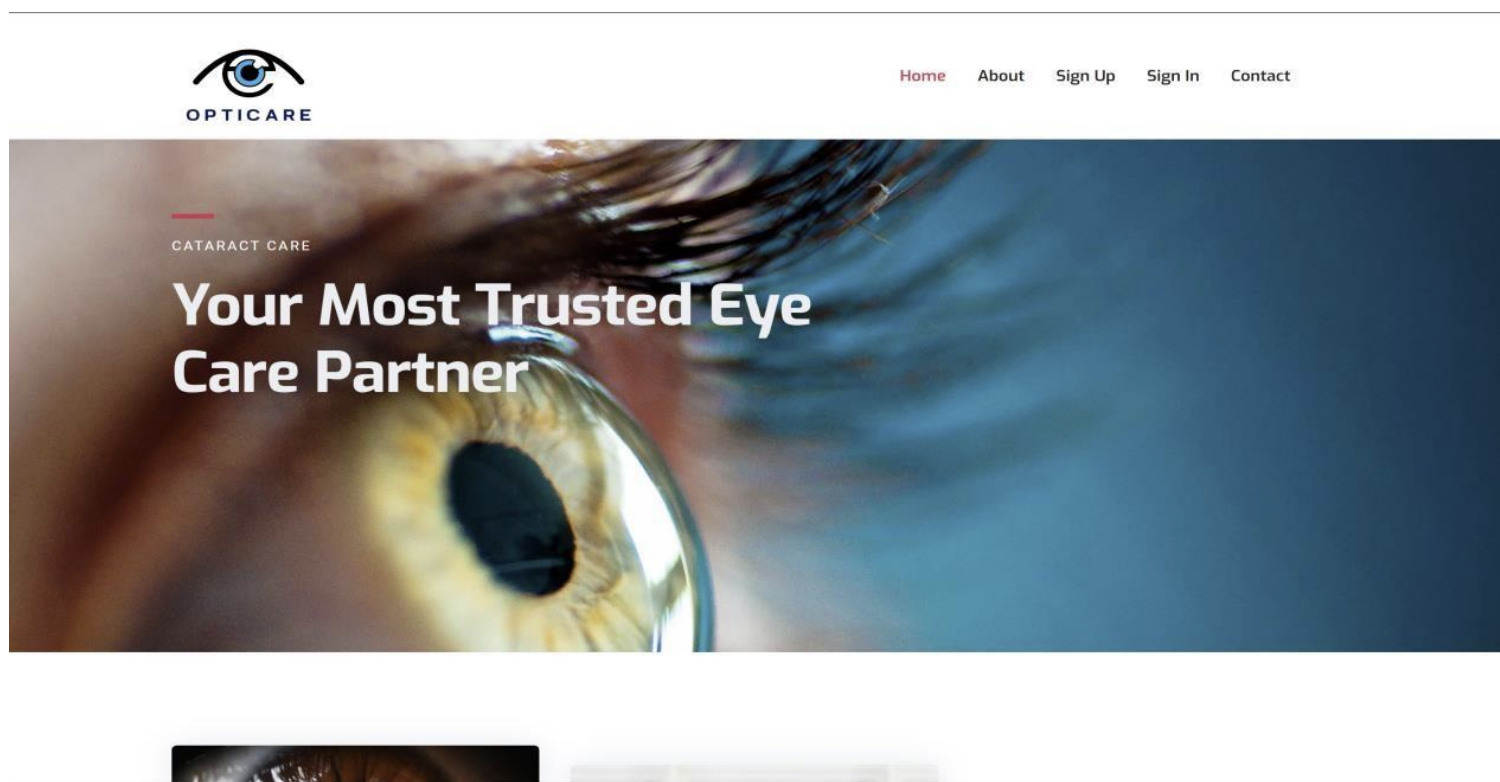 OPTICARE
Home About Sign Up Sign In Contact
CATARACT CARE
Your Most Trusted Eye
Care Partner